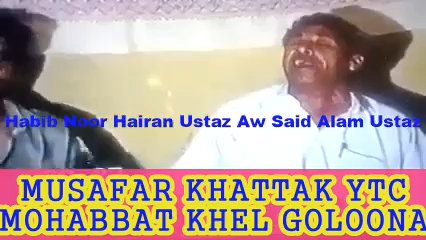 Habib Noor Hairan Ustaz Aw Said Alam Ustaz
MUSAFAR KHATTAK YTC
MOHABBAT KHEL GOLOONA